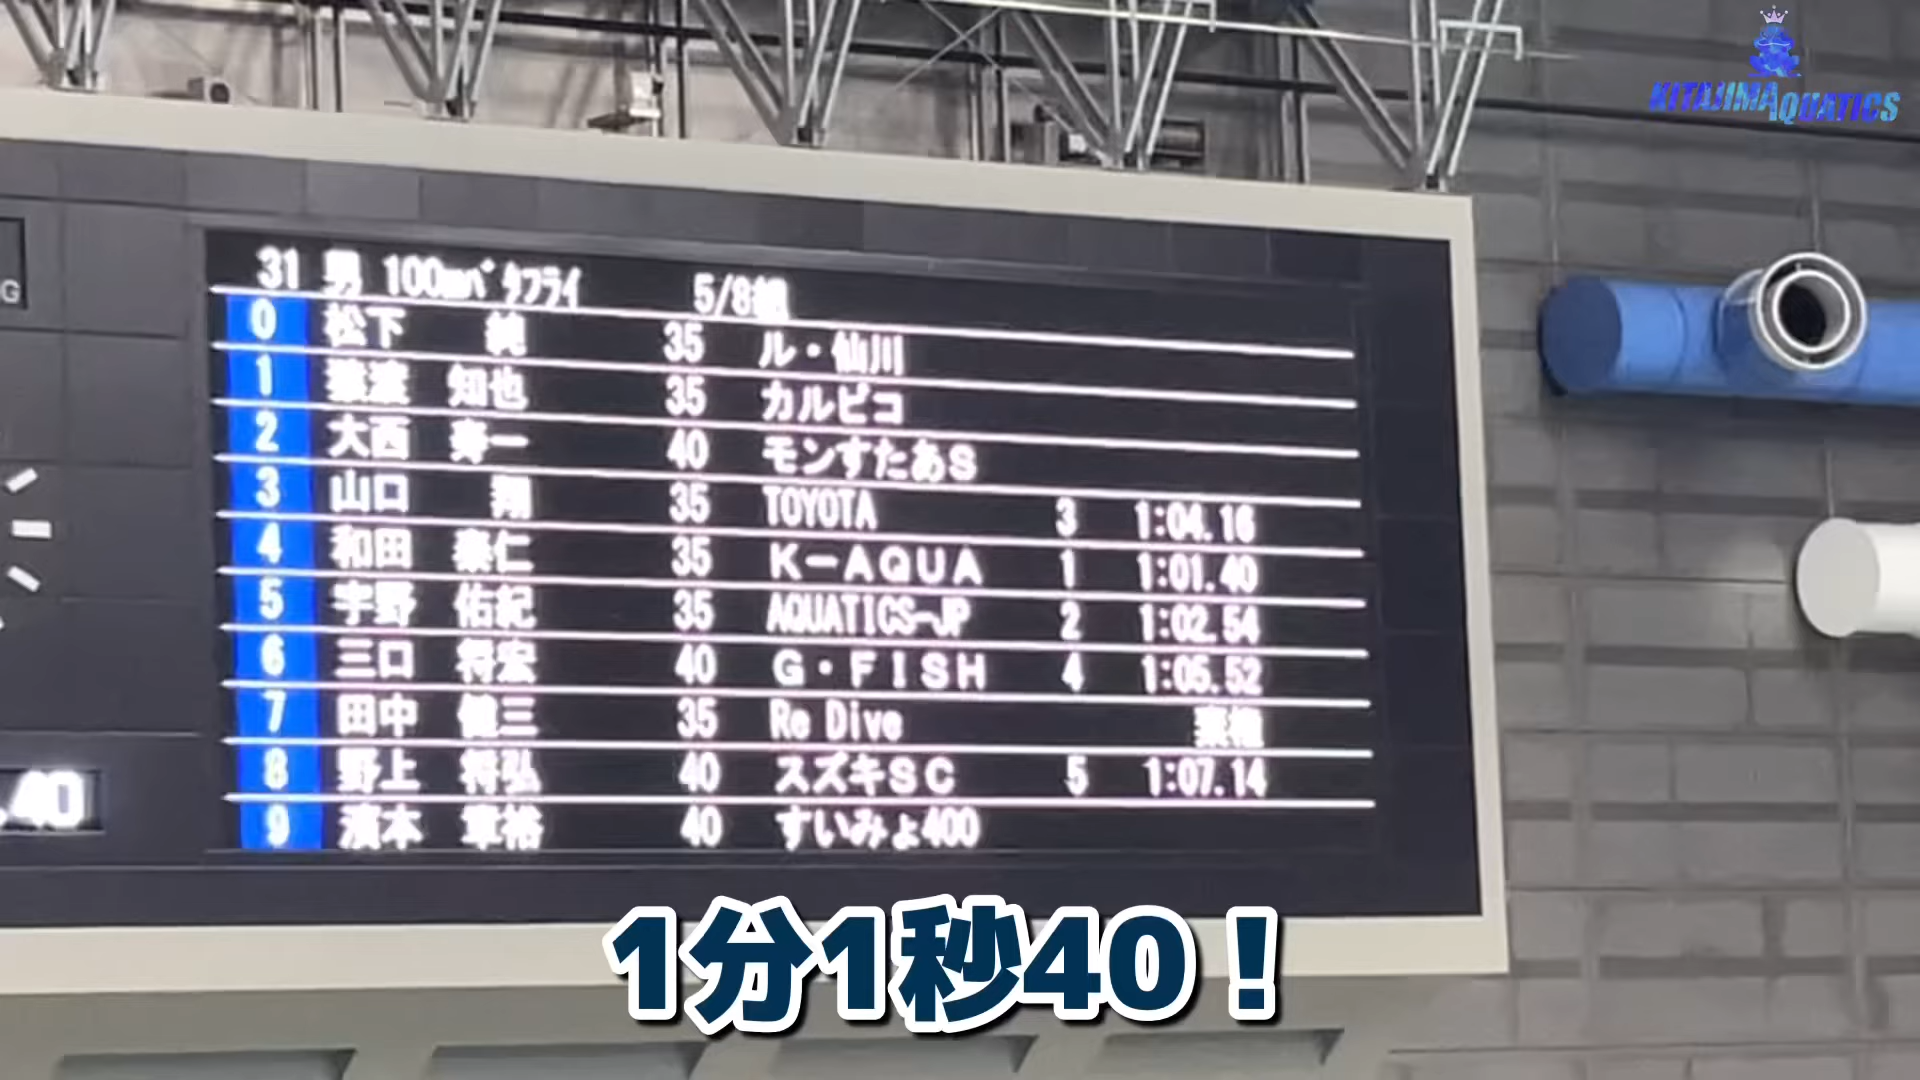 KITAJIMAQUATICS
G
31 男 100mバタフライ 5/8組
0 松下 純 35 ル・仙川
1 猿渡 知也 35 カルピコ
2 大西 寿一 40 モンすたあS
3 山口 翔 35 TOYOTA 3 1:04.16
4 和田 泰仁 35 K-AQUA 1 1:01.40
5 宇野 佑紀 35 AQUATICS-JP 2 1:02.54
6 三口 将宏 40 G・FISH 4 1:05.52
7 田中 健三 35 Re Dive 棄権
8 野上 将弘 40 スズキSC 5 1:07.14
9 濱本 章裕 40 すいみょ400
.40
1分1秒40！